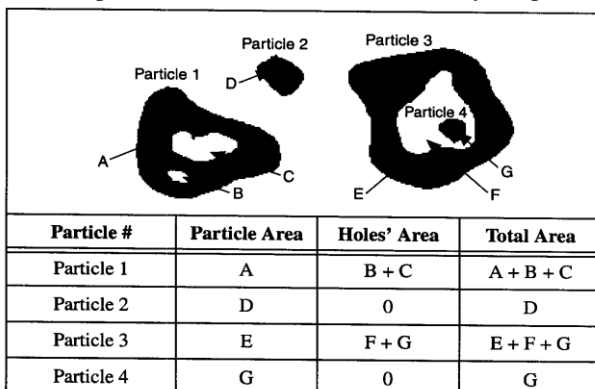 Particle 2
Particle 3
Particle 1
D
Particle 4
A
G
C
B
E
F
Particle # Particle Area Holes' Area Total Area
Particle 1 A B + C A + B + C
Particle 2 D 0 D
Particle 3 E F + G E + F + G
Particle 4 G 0 G